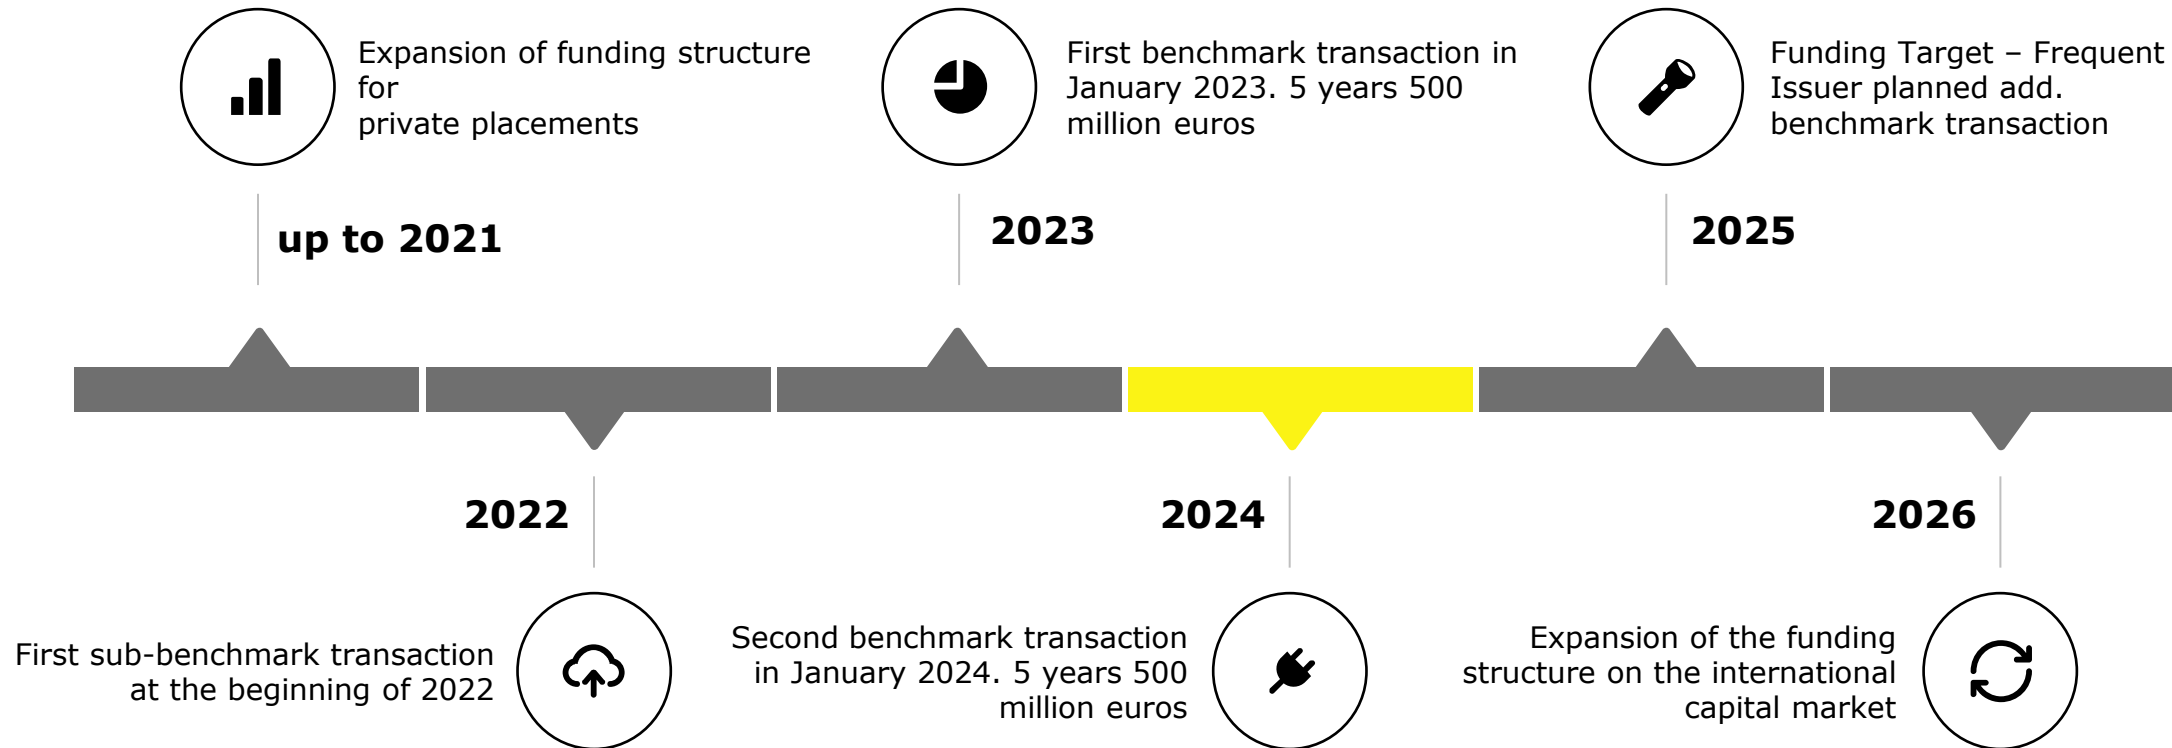 Expansion of funding structure
for
private placements
up to 2021
First benchmark transaction in
January 2023. 5 years 500
million euros
2023
Funding Target – Frequent
Issuer planned add.
benchmark transaction
2025
2022
First sub-benchmark transaction
at the beginning of 2022
2024
Second benchmark transaction
in January 2024. 5 years 500
million euros
2026
Expansion of the funding
structure on the international
capital market